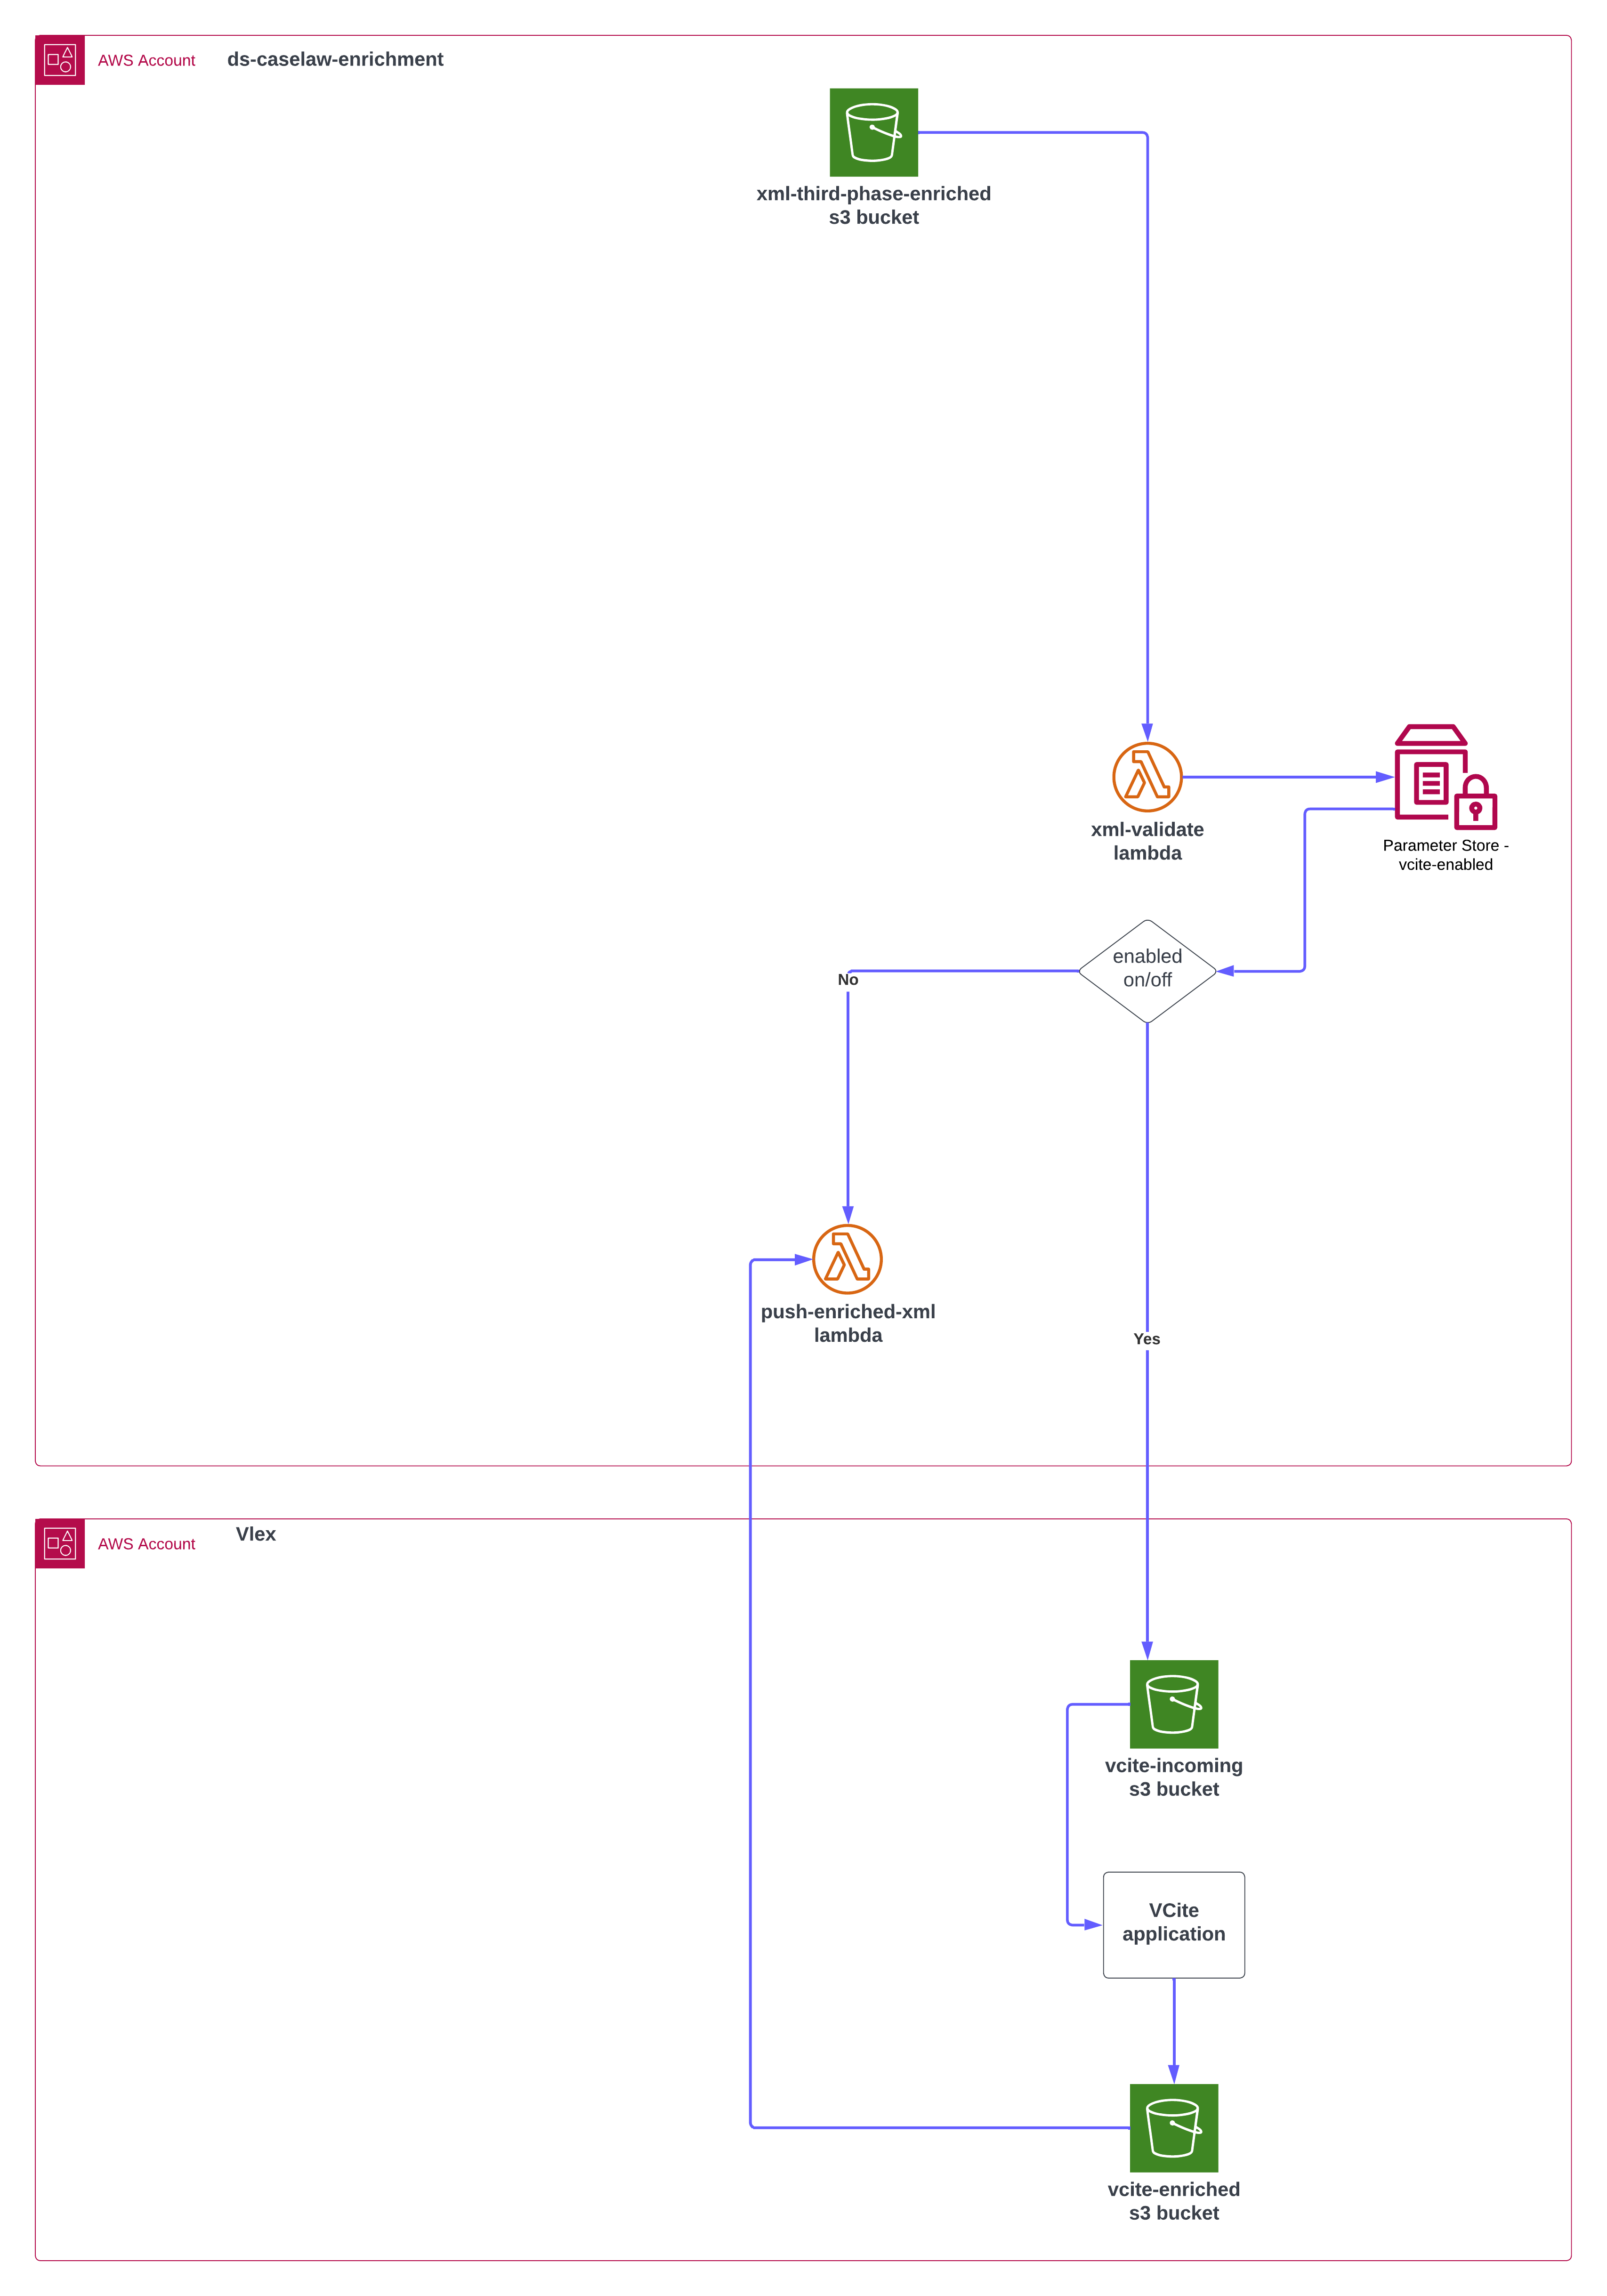 AWS Account
ds-caselaw-enrichment
xml-third-phase-enriched
s3 bucket
xml-validate
lambda
Parameter Store -
vcite-enabled
enabled
on/off
No
push-enriched-xml
lambda
Yes
AWS Account
Vlex
vcite-incoming
s3 bucket
VCite
application
vcite-enriched
s3 bucket